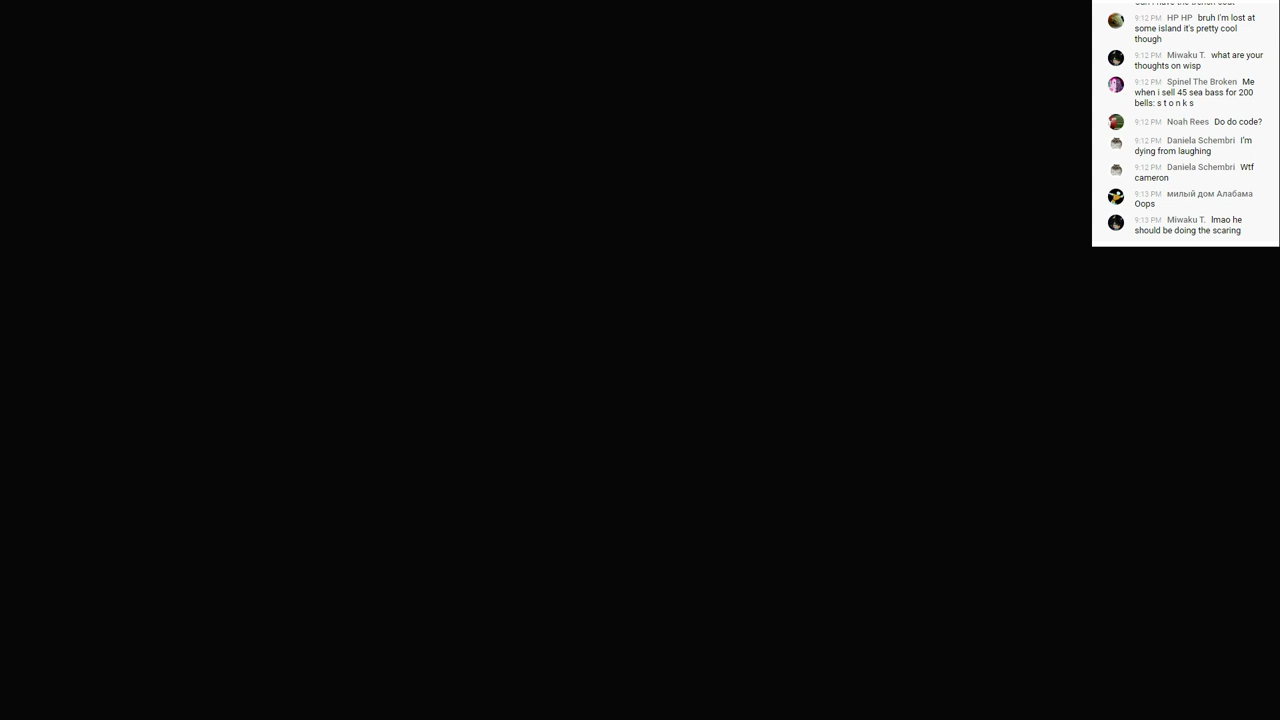 9:12 PM HP HP bruh I'm lost at
some island it's pretty cool
though
9:12 PM Miwaku T. what are your
thoughts on wisp
9:12 PM Spinel The Broken Me
when i sell 45 sea bass for 200
bells: s t o n k s
9:12 PM Noah Rees Do do code?
9:12 PM Daniela Schembri I'm
dying from laughing
9:12 PM Daniela Schembri Wtf
cameron
9:13 PM милый дом Алабама
Oops
9:13 PM Miwaku T. lmao he
should be doing the scaring